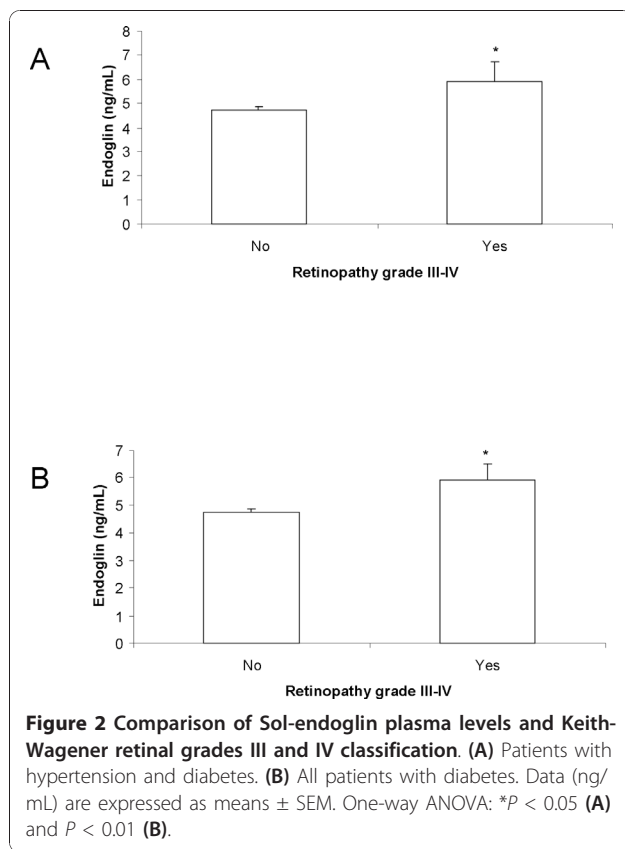 A
Endoglin (ng/mL)
8
7
6
5
4
3
2
1
0
*
No
Yes
Retinopathy grade III-IV
B
Endoglin (ng/mL)
7
6
5
4
3
2
1
0
*
No
Yes
Retinopathy grade III-IV
Figure 2 Comparison of Sol-endoglin plasma levels and Keith-
Wagener retinal grades III and IV classification. (A) Patients with
hypertension and diabetes. (B) All patients with diabetes. Data (ng/
mL) are expressed as means ± SEM. One-way ANOVA: *P < 0.05 (A)
and P < 0.01 (B).